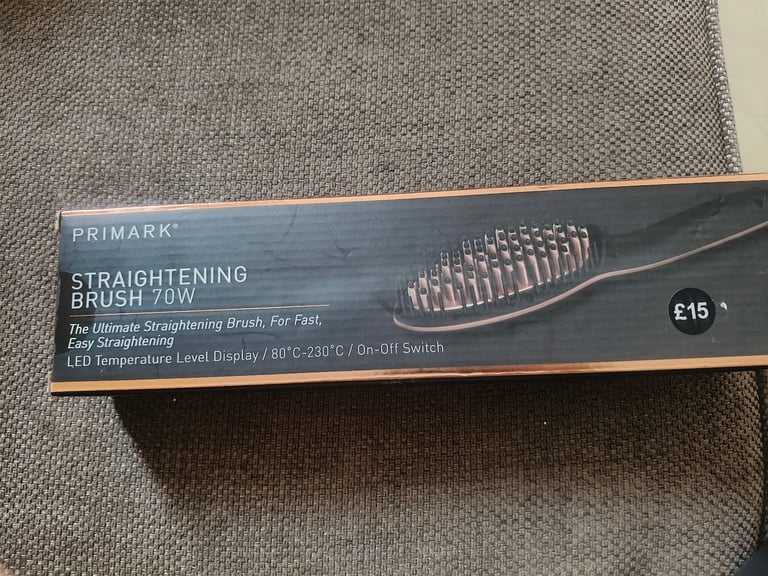 PRIMARK®
STRAIGHTENING
BRUSH 70W
The Ultimate Straightening Brush, For Fast,
Easy Straightening
LED Temperature Level Display / 80°C-230°C / On-Off Switch
£15